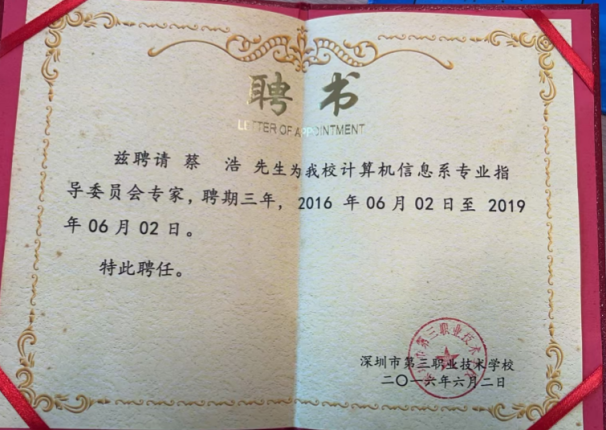 聘书
LETTER OF APPOINTMENT
兹聘请 蔡 浩 先生为我校计算机信息系专业指
导委员会专家，聘期三年，2016 年 06 月 02 日至 2019
年 06 月 02 日。
特此聘任。
深圳市第三职业技术学校
二〇一六年六月二日